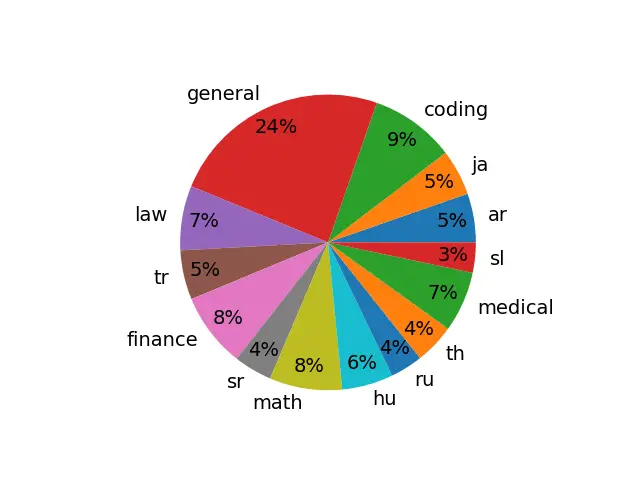 general
24%
coding
9%
ja
5%
ar
5%
law
7%
sl
3%
tr
5%
medical
7%
finance
8%
th
4%
sr
4%
ru
4%
math
8%
hu
6%